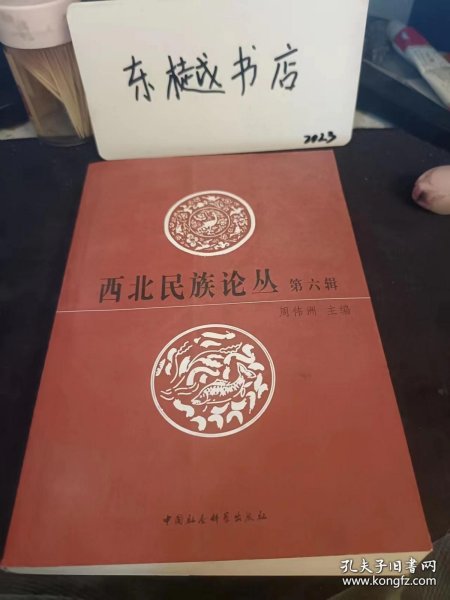 东樾书店
2023
西北民族论丛 第六辑
周伟洲 主编
中国社会科学出版社
孔夫子旧书网
www.kongfz.com